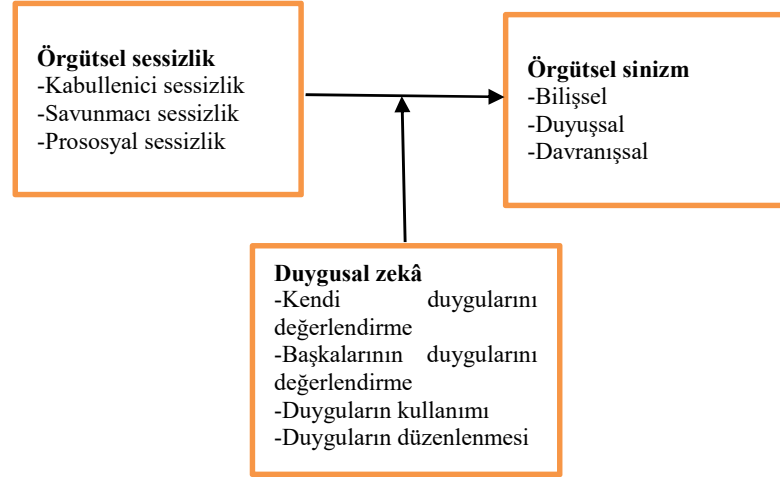 Örgütsel sessizlik
-Kabullenici sessizlik
-Savunmacı sessizlik
-Prososyal sessizlik
Örgütsel sinizm
-Bilişsel
-Duyuşsal
-Davranışsal
Duygusal zekâ
-Kendi duygularını
değerlendirme
-Başkalarının duygularını
değerlendirme
-Duyguların kullanımı
-Duyguların düzenlenmesi